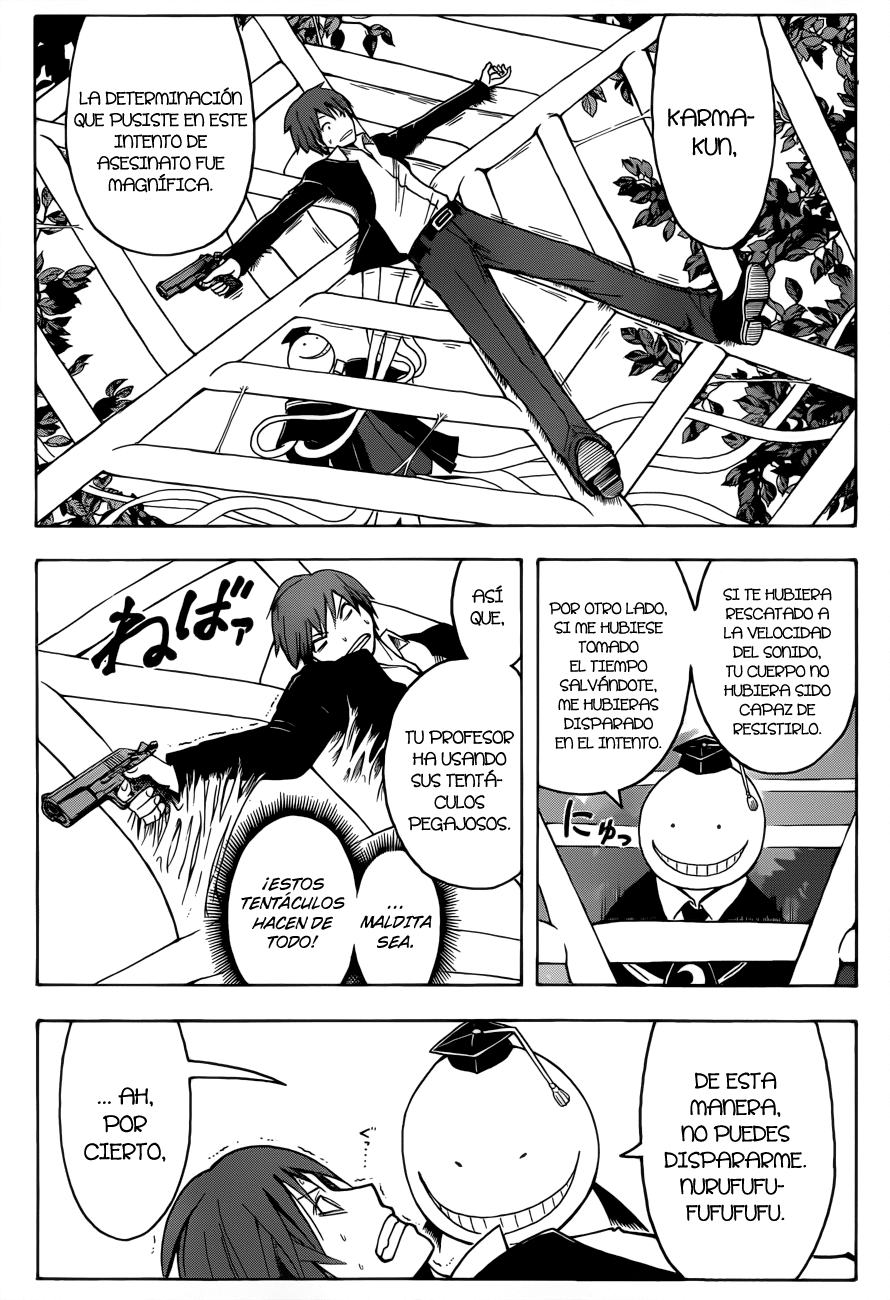 KARMA-
KUN,
LA DETERMINACIÓN
QUE PUSISTE EN ESTE
INTENTO DE
ASESINATO FUE
MAGNÍFICA.
SI TE HUBIERA
RESCATADO A
LA VELOCIDAD
DEL SONIDO,
TU CUERPO NO
HUBIERA SIDO
CAPAZ DE
RESISTIRLO.
POR OTRO LADO,
SI ME HUBIESE
TOMADO
EL TIEMPO
SALVÁNDOTE,
ME HUBIERAS
DISPARADO
EN EL INTENTO.
にゅっ
ASÍ
QUE,
TU PROFESOR
HA USANDO
SUS TENTÁ-
CULOS
PEGAJOSOS.
ねばァ
...
MALDITA
SEA.
¡ESTOS
TENTÁCULOS
HACEN DE
TODO!
DE ESTA
MANERA,
NO PUEDES
DISPARARME.
NURUFUFU-
FUFUFUFU.
... AH,
POR
CIERTO,